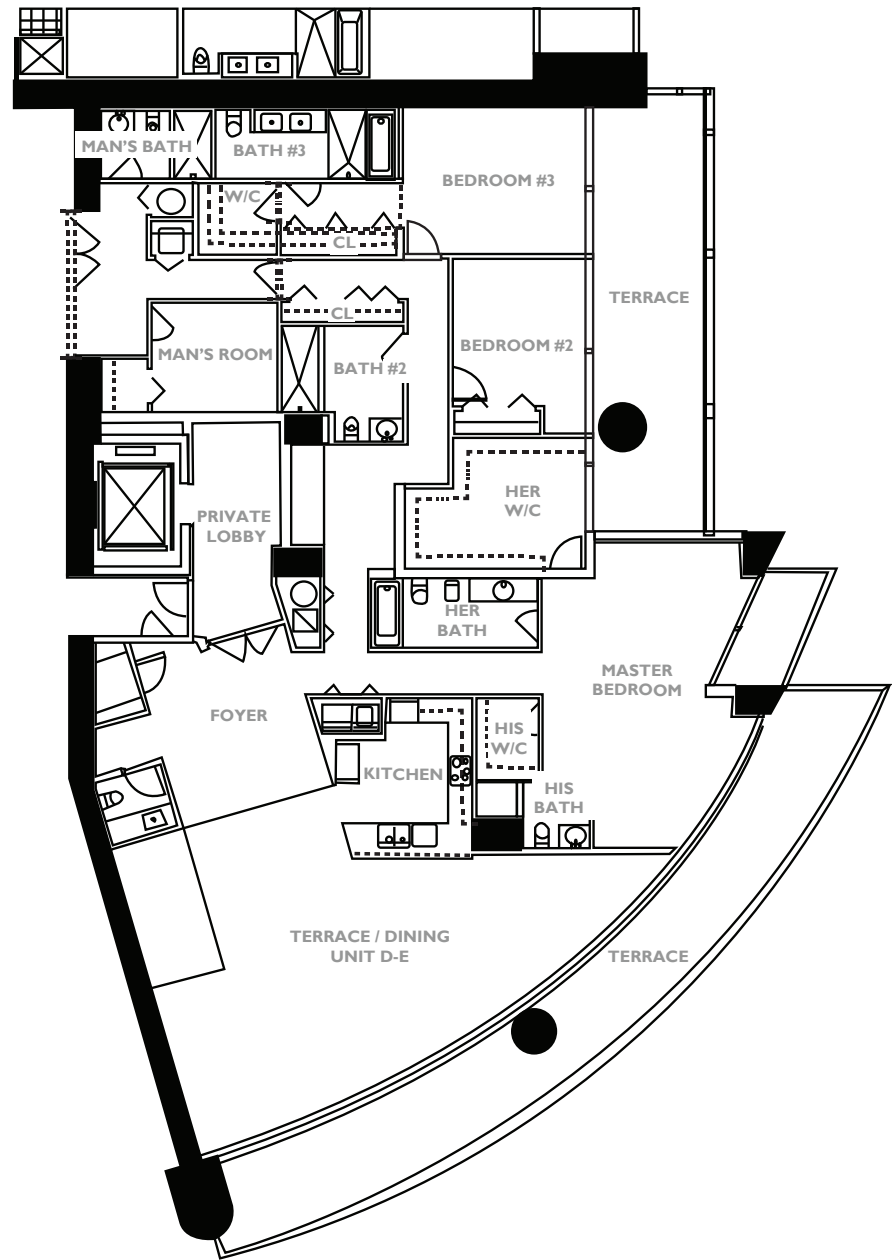 MAN'S BATH
BATH #3
BEDROOM #3
W/C
CL
TERRACE
CL
MAN'S ROOM
BATH #2
BEDROOM #2
HER
W/C
PRIVATE
LOBBY
HER
BATH
MASTER
BEDROOM
FOYER
HIS
W/C
KITCHEN
HIS
BATH
TERRACE / DINING
UNIT D-E
TERRACE